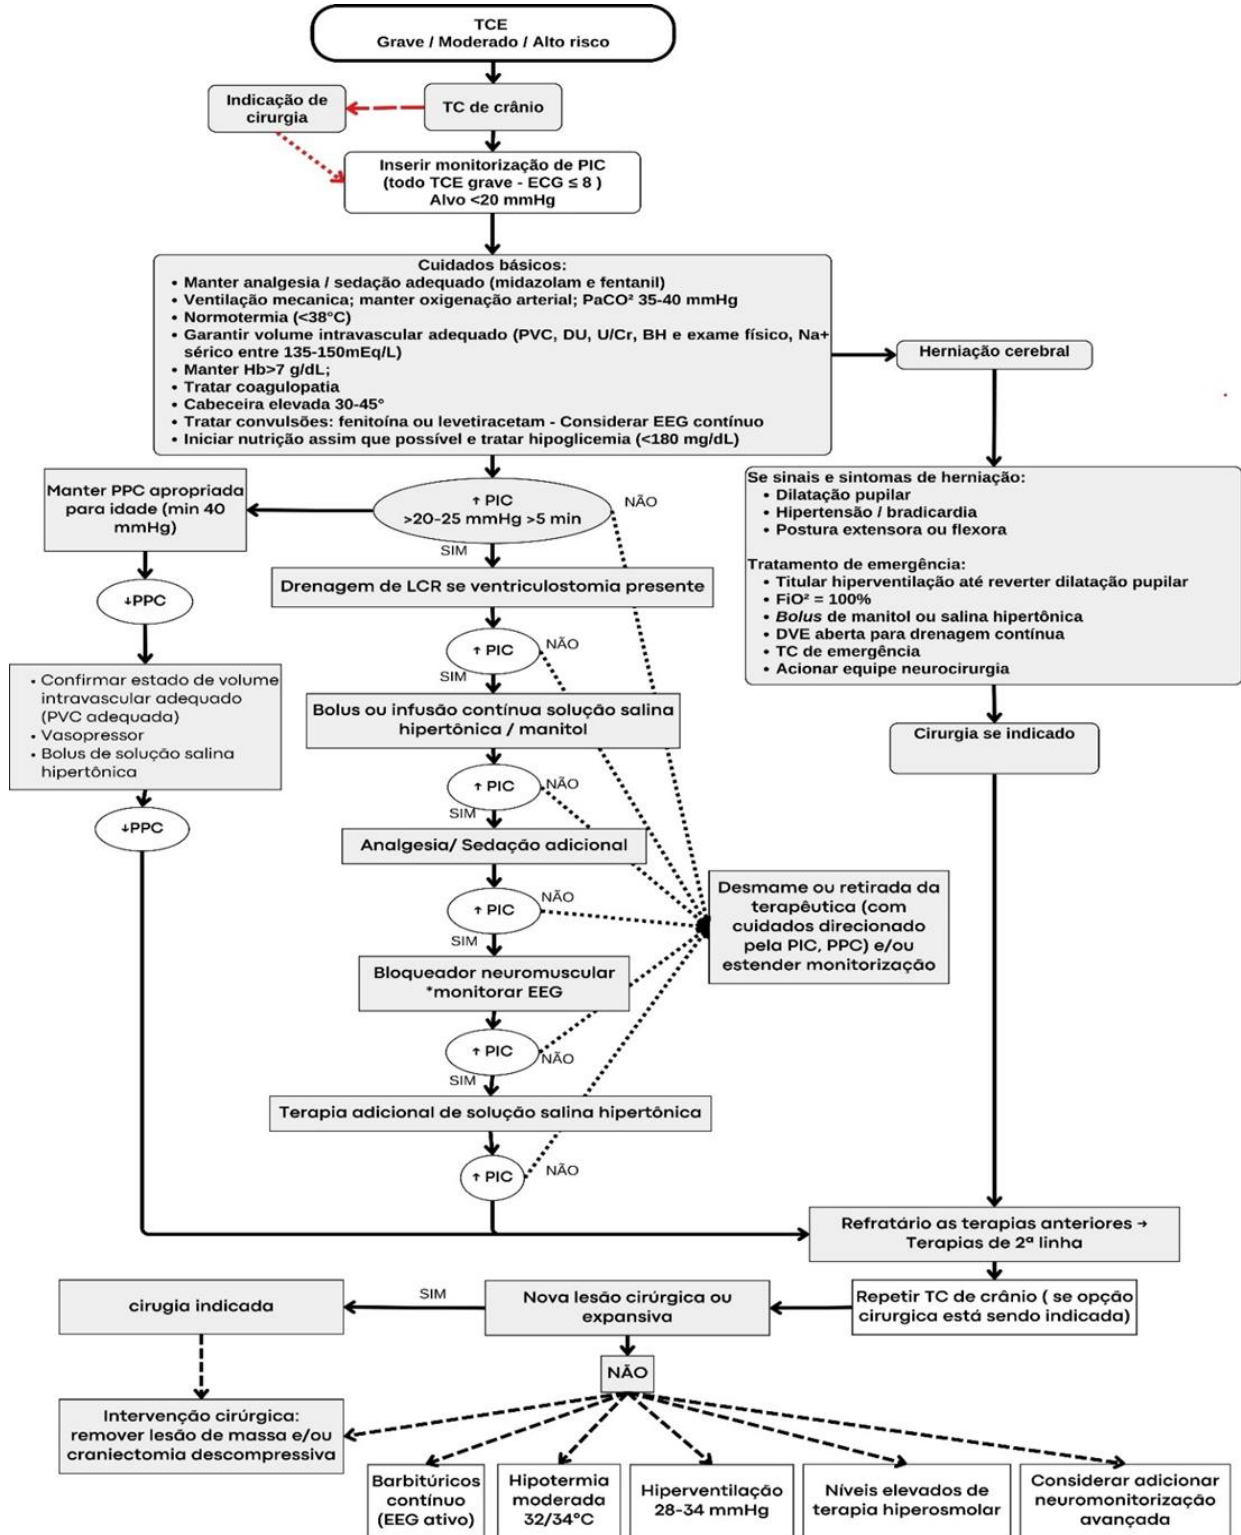 TCE
Grave / Moderado / Alto risco
Indicação de
cirurgia
TC de crânio
Inserir monitorização de PIC
(todo TCE grave - ECG ≤ 8 )
Alvo <20 mmHg
Cuidados básicos:
• Manter analgesia / sedação adequado (midazolam e fentanil)
• Ventilação mecanica; manter oxigenação arterial; PaCO² 35-40 mmHg
• Normotermia (<38°C)
• Garantir volume intravascular adequado (PVC, DU, U/Cr, BH e exame físico, Na+
sérico entre 135-150mEq/L)
• Manter Hb>7 g/dL;
• Tratar coagulopatia
• Cabeceira elevada 30-45°
• Tratar convulsões: fenitoína ou levetiracetam - Considerar EEG contínuo
• Iniciar nutrição assim que possível e tratar hipoglicemia (<180 mg/dL)
Herniação cerebral
Se sinais e sintomas de herniação:
• Dilatação pupilar
• Hipertensão / bradicardia
• Postura extensora ou flexora
Tratamento de emergência:
• Titular hiperventilação até reverter dilatação pupilar
• FiO² = 100%
• Bolus de manitol ou salina hipertônica
• DVE aberta para drenagem contínua
• TC de emergência
• Acionar equipe neurocirurgia
Cirurgia se indicado
Manter PPC apropriada
para idade (min 40
mmHg)
↓PPC
• Confirmar estado de volume
intravascular adequado
(PVC adequada)
• Vasopressor
• Bolus de solução salina
hipertônica
↓PPC
↑ PIC
>20-25 mmHg >5 min
NÃO
SIM
Drenagem de LCR se ventriculostomia presente
↑ PIC
NÃO
SIM
Bolus ou infusão contínua solução salina
hipertônica / manitol
↑ PIC
NÃO
SIM
Analgesia/ Sedação adicional
↑ PIC
NÃO
SIM
Bloqueador neuromuscular
*monitorar EEG
↑ PIC
NÃO
SIM
Terapia adicional de solução salina hipertônica
↑ PIC
NÃO
Desmame ou retirada da
terapêutica (com
cuidados direcionado
pela PIC, PPC) e/ou
estender monitorização
Refratário as terapias anteriores →
Terapias de 2ª linha
Repetir TC de crânio ( se opção
cirurgica está sendo indicada)
Nova lesão cirúrgica ou
expansiva
SIM
cirugia indicada
NÃO
Intervenção cirúrgica:
remover lesão de massa e/ou
craniectomia descompressiva
Barbitúricos
contínuo
(EEG ativo)
Hipotermia
moderada
32/34°C
Hiperventilação
28-34 mmHg
Níveis elevados de
terapia hiperosmolar
Considerar adicionar
neuromonitorização
avançada